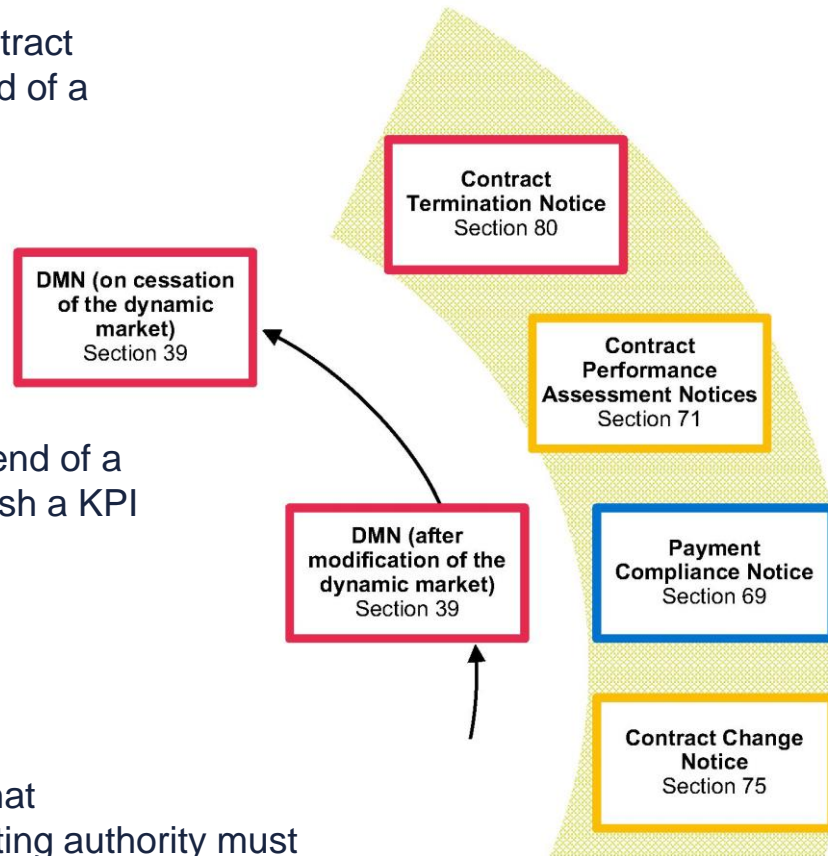 tract
d of a
Contract
Termination Notice
Section 80
DMN (on cessation
of the dynamic
market)
Section 39
Contract
Performance
Assessment Notices
Section 71
end of a
sh a KPI
DMN (after
modification of the
dynamic market)
Section 39
Payment
Compliance Notice
Section 69
Contract Change
Notice
Section 75
hat
ting authority must